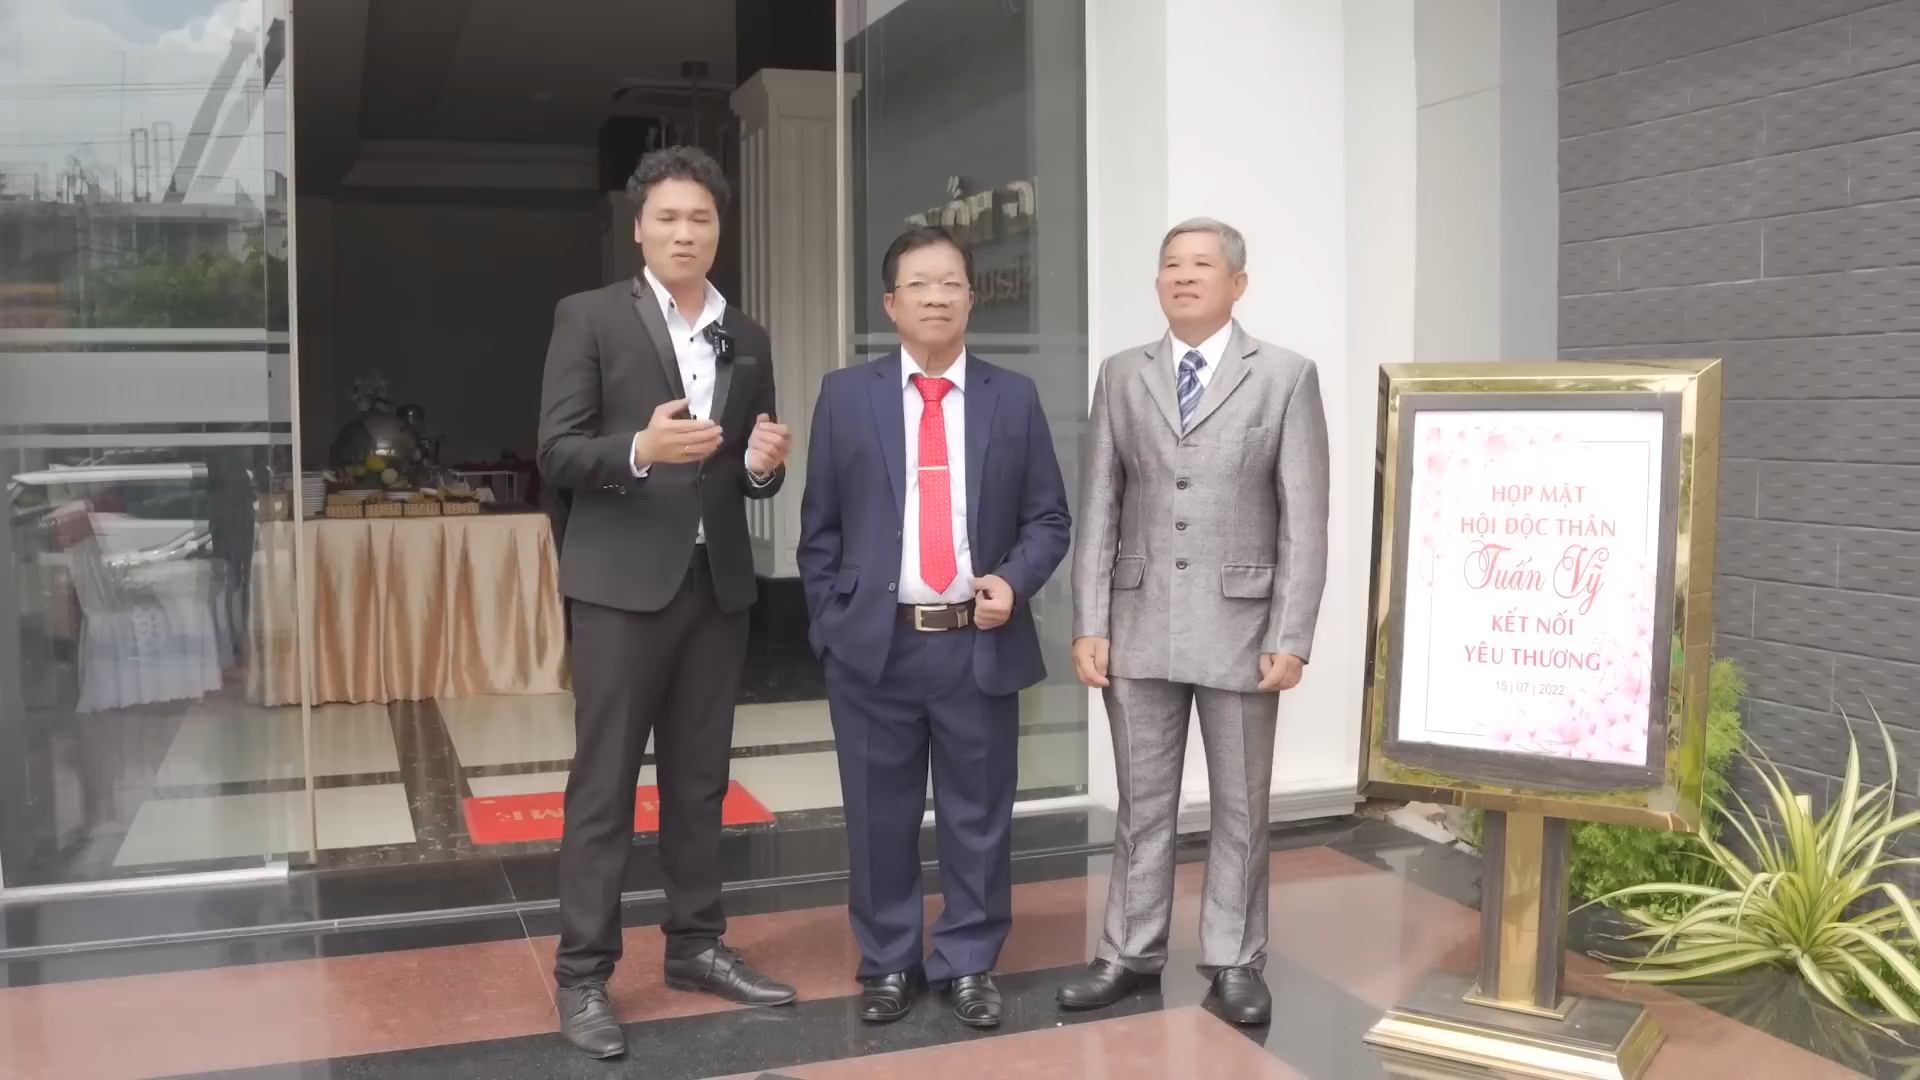 HỌP MẶT
HỘI ĐỘC THÂN
Tuấn Vỹ
KẾT NỐI
YÊU THƯƠNG
15 | 07 | 2022